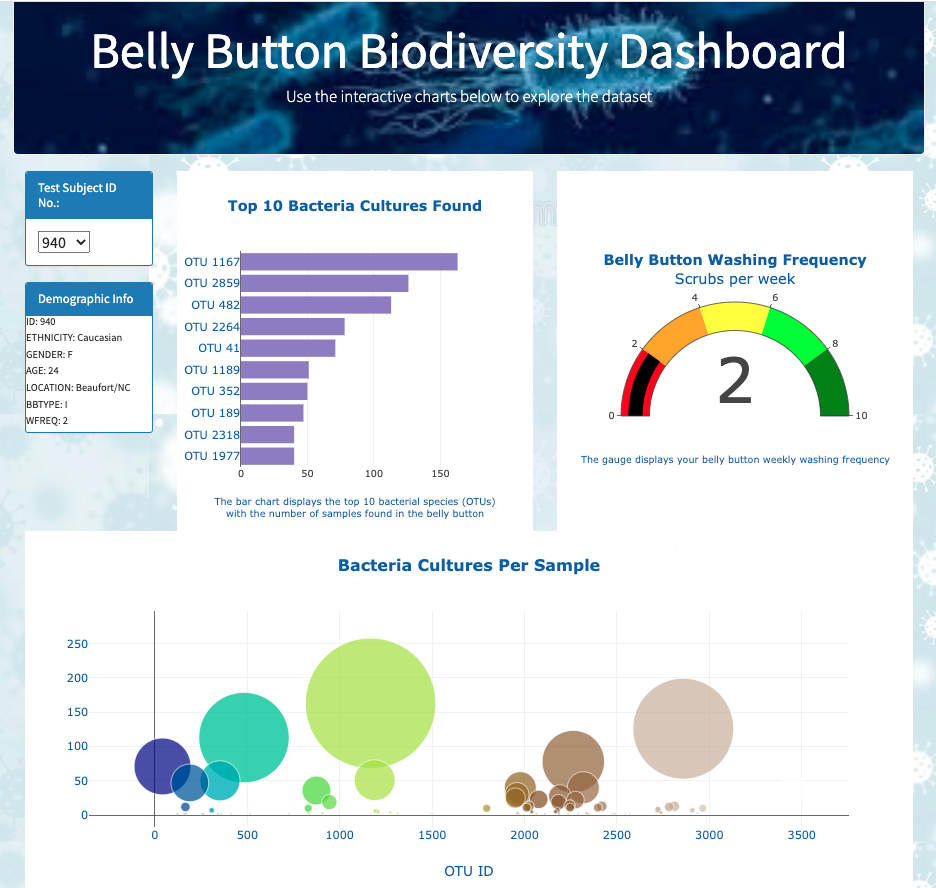 Belly Button Biodiversity Dashboard
Use the interactive charts below to explore the dataset
Test Subject ID
No.:
940
Demographic Info
ID: 940
ETHNICITY: Caucasian
GENDER: F
AGE: 24
LOCATION: Beaufort/NC
BBTYPE: I
WFREQ: 2
Top 10 Bacteria Cultures Found
OTU 1167
OTU 2859
OTU 482
OTU 2264
OTU 41
OTU 1189
OTU 352
OTU 189
OTU 2318
OTU 1977
0 50 100 150
The bar chart displays the top 10 bacterial species (OTUs)
with the number of samples found in the belly button
Belly Button Washing Frequency
Scrubs per week
4 6
2 8
2
0 10
The gauge displays your belly button weekly washing frequency
Bacteria Cultures Per Sample
250
200
150
100
50
0
0 500 1000 1500 2000 2500 3000 3500
OTU ID